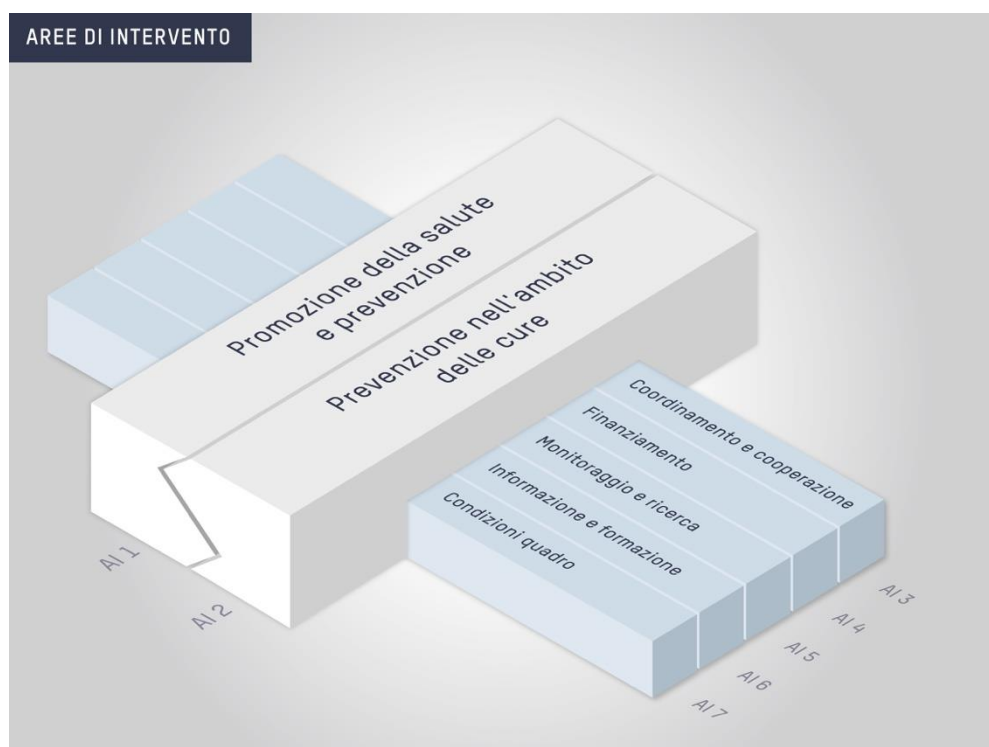 AREE DI INTERVENTO
Promozione della salute
e prevenzione
Prevenzione nell'ambito
delle cure
Coordinamento e cooperazione
Finanziamento
Monitoraggio e ricerca
Informazione e formazione
Condizioni quadro
AI 1
AI 2
AI 3
AI 4
AI 5
AI 6
AI 7